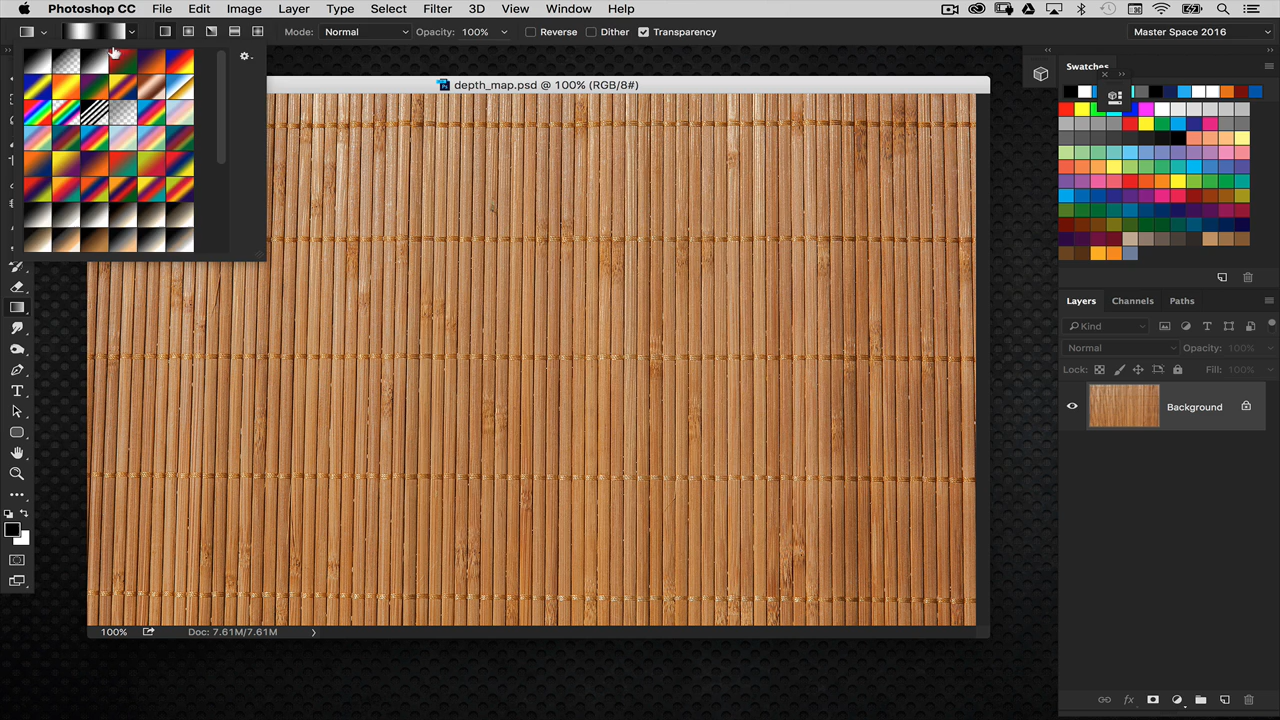 Photoshop CC File Edit Image Layer Type Select Filter 3D View Window Help
Mode: Normal Opacity: 100% Reverse Dither Transparency Master Space 2016
Swatches
depth_map.psd @ 100% (RGB/8#)
Layers Channels Paths
Kind
Normal Opacity: 100%
Lock: Fill: 100%
Background
100% Doc: 7.61M/7.61M